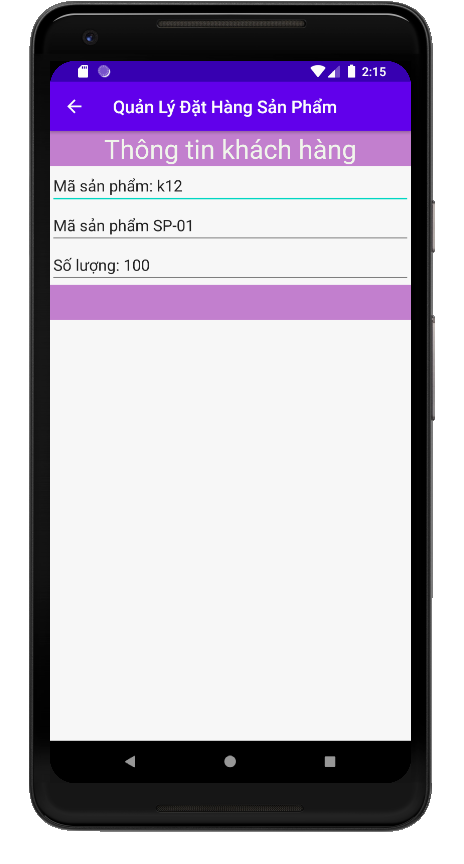 2:15
Quản Lý Đặt Hàng Sản Phẩm
Thông tin khách hàng
Mã sản phẩm: k12
Mã sản phẩm SP-01
Số lượng: 100